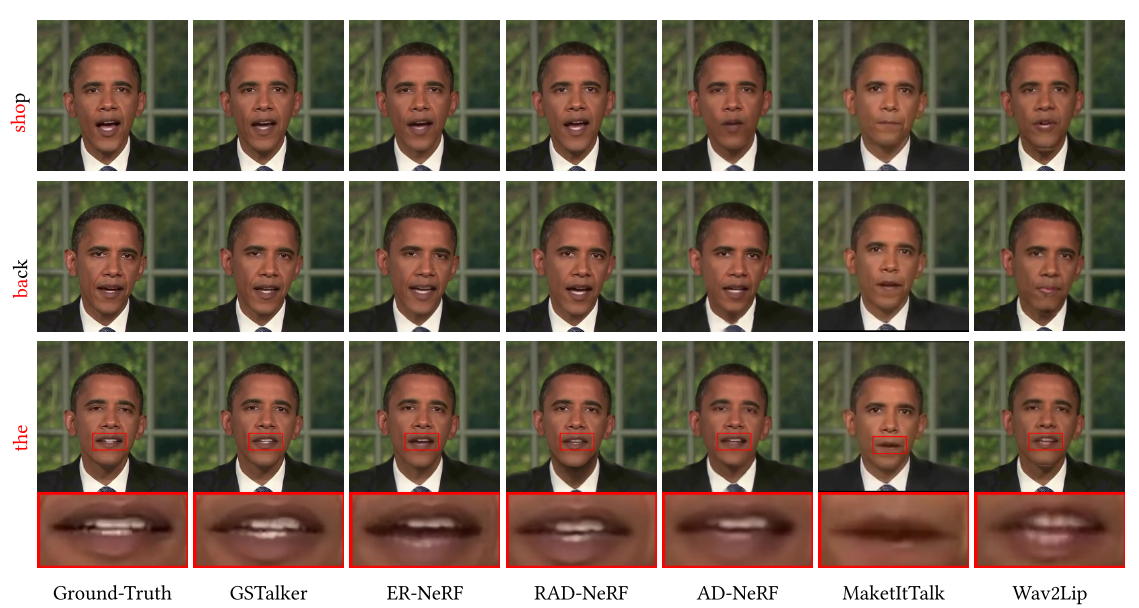 shop
back
the
Ground-Truth GSTalker ER-NeRF RAD-NeRF AD-NeRF MaketItTalk Wav2Lip